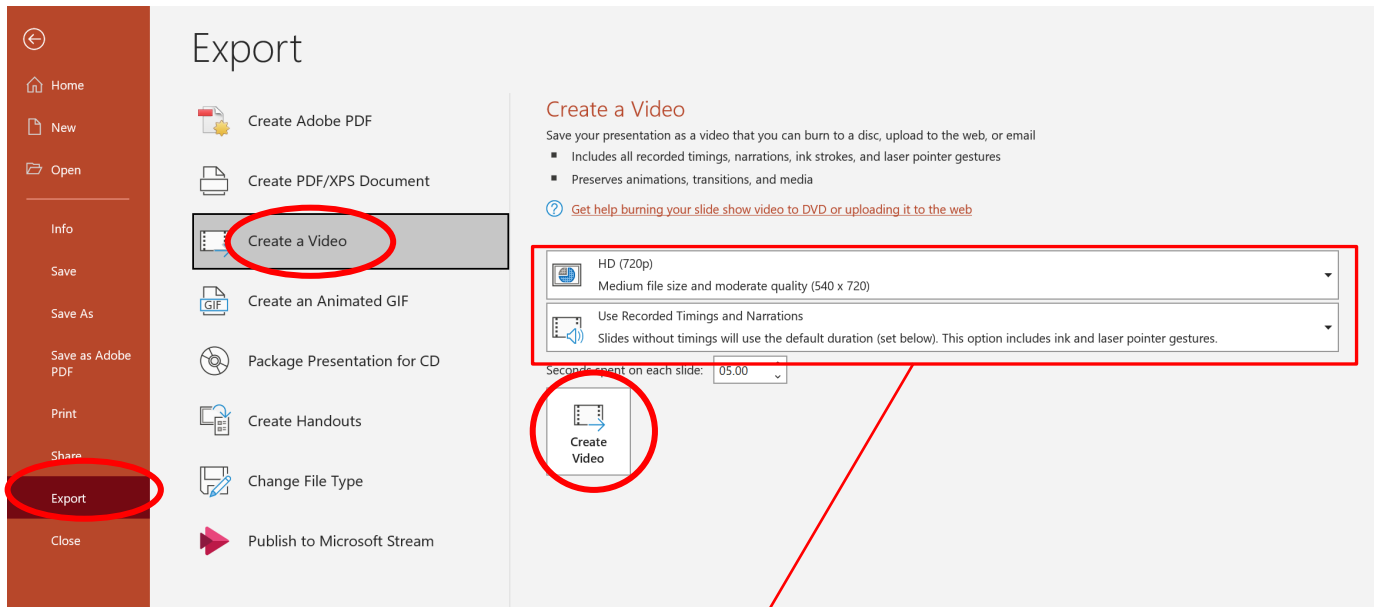 Export
Home
New
Open
Info
Save
Save As
Save as Adobe
PDF
Print
Share
Export
Close
Create Adobe PDF
Create PDF/XPS Document
Create a Video
Create an Animated GIF
GIF
Package Presentation for CD
Create Handouts
Change File Type
Publish to Microsoft Stream
Create a Video
Save your presentation as a video that you can burn to a disc, upload to the web, or email
■ Includes all recorded timings, narrations, ink strokes, and laser pointer gestures
■ Preserves animations, transitions, and media
? Get help burning your slide show video to DVD or uploading it to the web
HD (720p)
Medium file size and moderate quality (540 x 720)
Use Recorded Timings and Narrations
Slides without timings will use the default duration (set below). This option includes ink and laser pointer gestures.
Seconds spent on each slide: 05.00
Create
Video